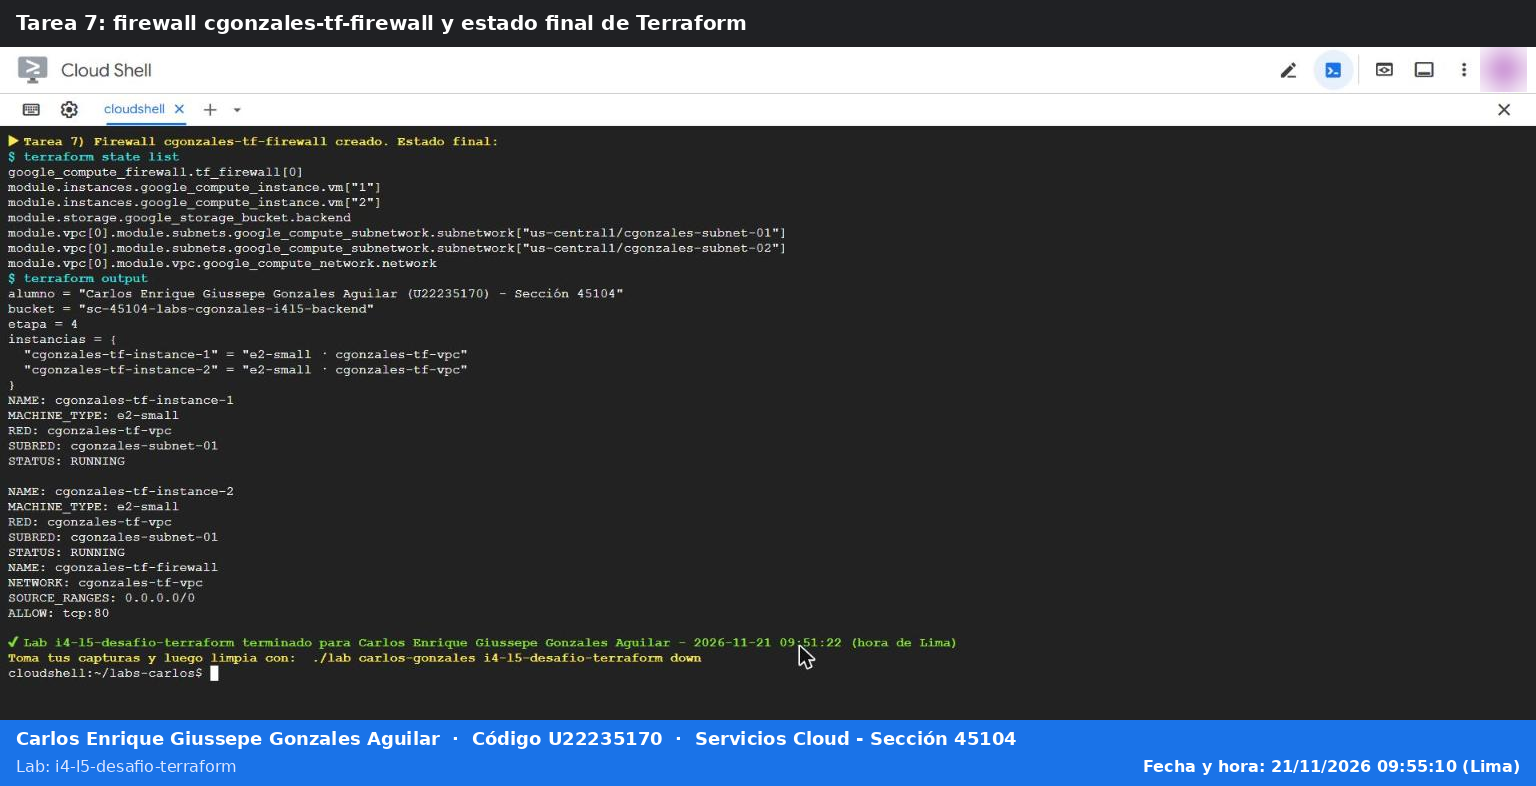 Tarea 7: firewall cgonzales-tf-firewall y estado final de Terraform
Cloud Shell
cloudshell
▶ Tarea 7) Firewall cgonzales-tf-firewall creado. Estado final:
$ terraform state list
google_compute_firewall.tf_firewall[0]
module.instances.google_compute_instance.vm["1"]
module.instances.google_compute_instance.vm["2"]
module.storage.google_storage_bucket.backend
module.vpc[0].module.subnets.google_compute_subnetwork.subnetwork["us-central1/cgonzales-subnet-01"]
module.vpc[0].module.subnets.google_compute_subnetwork.subnetwork["us-central1/cgonzales-subnet-02"]
module.vpc[0].module.vpc.google_compute_network.network
$ terraform output
alumno = "Carlos Enrique Giussepe Gonzales Aguilar (U22235170) - Sección 45104"
bucket = "sc-45104-labs-cgonzales-i4l5-backend"
etapa = 4
instancias = {
  "cgonzales-tf-instance-1" = "e2-small · cgonzales-tf-vpc"
  "cgonzales-tf-instance-2" = "e2-small · cgonzales-tf-vpc"
}
NAME: cgonzales-tf-instance-1
MACHINE_TYPE: e2-small
RED: cgonzales-tf-vpc
SUBRED: cgonzales-subnet-01
STATUS: RUNNING
NAME: cgonzales-tf-instance-2
MACHINE_TYPE: e2-small
RED: cgonzales-tf-vpc
SUBRED: cgonzales-subnet-01
STATUS: RUNNING
NAME: cgonzales-tf-firewall
NETWORK: cgonzales-tf-vpc
SOURCE_RANGES: 0.0.0.0/0
ALLOW: tcp:80
✔ Lab i4-l5-desafio-terraform terminado para Carlos Enrique Giussepe Gonzales Aguilar - 2026-11-21 09:51:22 (hora de Lima)
Toma tus capturas y luego limpia con:  ./lab carlos-gonzales i4-l5-desafio-terraform down
cloudshell:~/labs-carlos$
Carlos Enrique Giussepe Gonzales Aguilar · Código U22235170 · Servicios Cloud - Sección 45104
Lab: i4-l5-desafio-terraform
Fecha y hora: 21/11/2026 09:55:10 (Lima)